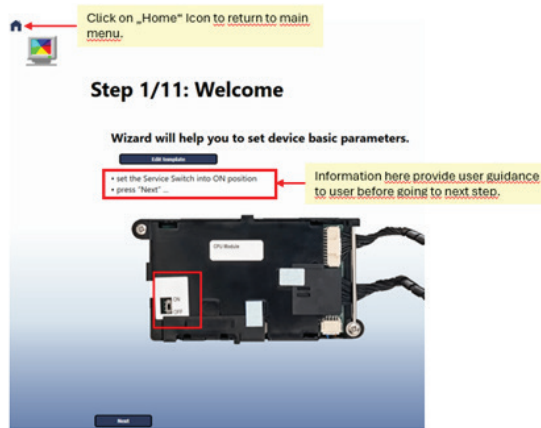 Click on „Home“ Icon to return to main
menu.
Step 1/11: Welcome
Wizard will help you to set device basic parameters.
Edit template
• set the Service Switch into ON position
• press "Next" ...
Information here provide user guidance
to user before going to next step.
CPU Module
ON
OFF
Next